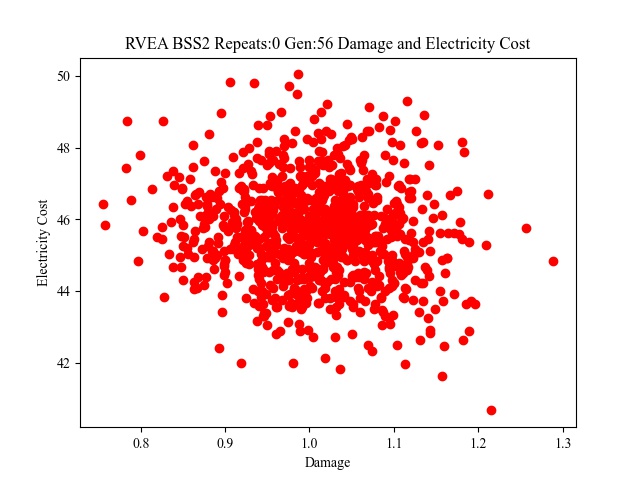 RVEA BSS2 Repeats:0 Gen:56 Damage and Electricity Cost
50
48
46
44
42
Electricity Cost
0.8 0.9 1.0 1.1 1.2 1.3
Damage